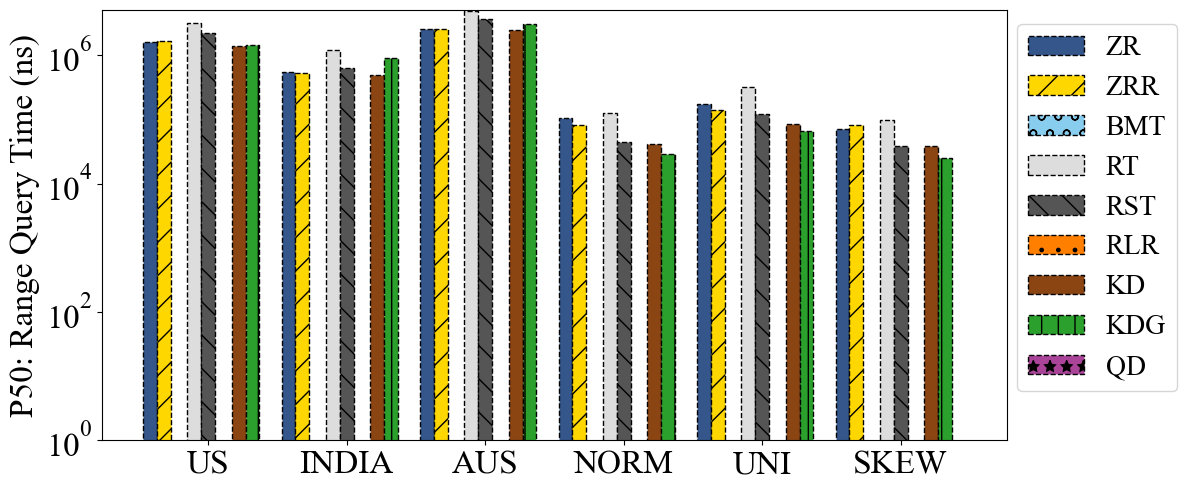 P50: Range Query Time (ns)
10^6
10^4
10^2
10^0
US INDIA AUS NORM UNI SKEW
ZR
ZRR
BMT
RT
RST
RLR
KD
KDG
QD